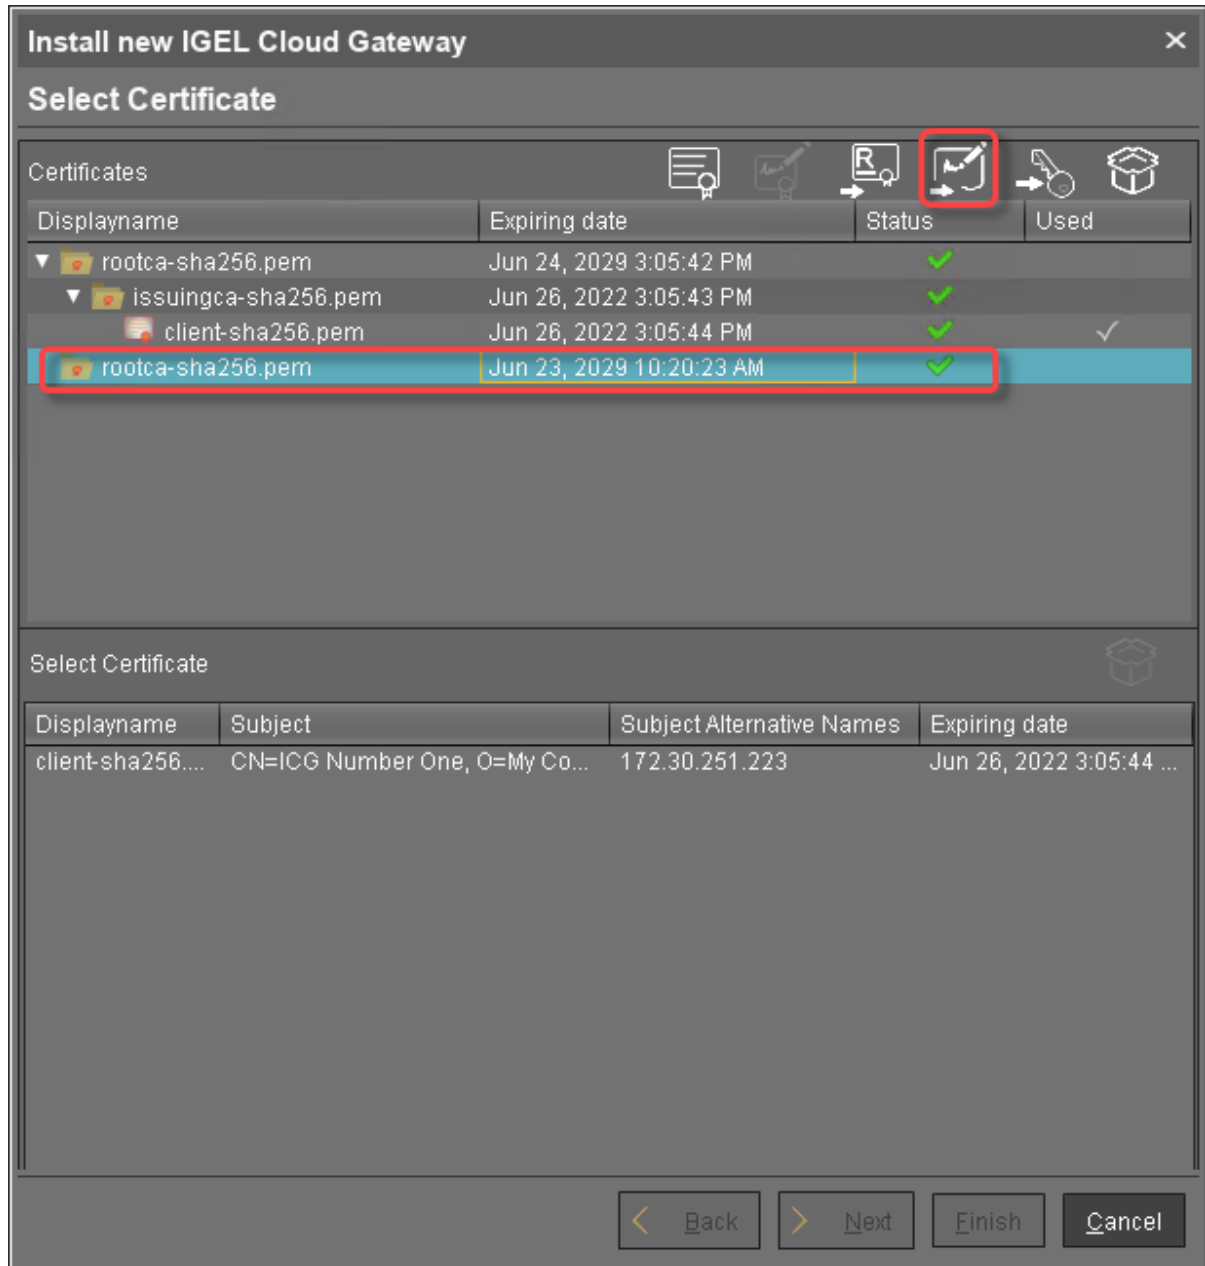 Install new IGEL Cloud Gateway
Select Certificate
Certificates
Displayname Expiring date Status Used
rootca-sha256.pem Jun 24, 2029 3:05:42 PM
issuingca-sha256.pem Jun 26, 2022 3:05:43 PM
client-sha256.pem Jun 26, 2022 3:05:44 PM
rootca-sha256.pem Jun 23, 2029 10:20:23 AM
Select Certificate
Displayname Subject Subject Alternative Names Expiring date
client-sha256.... CN=ICG Number One, O=My Co... 172.30.251.223 Jun 26, 2022 3:05:44 ...
Back Next Finish Cancel